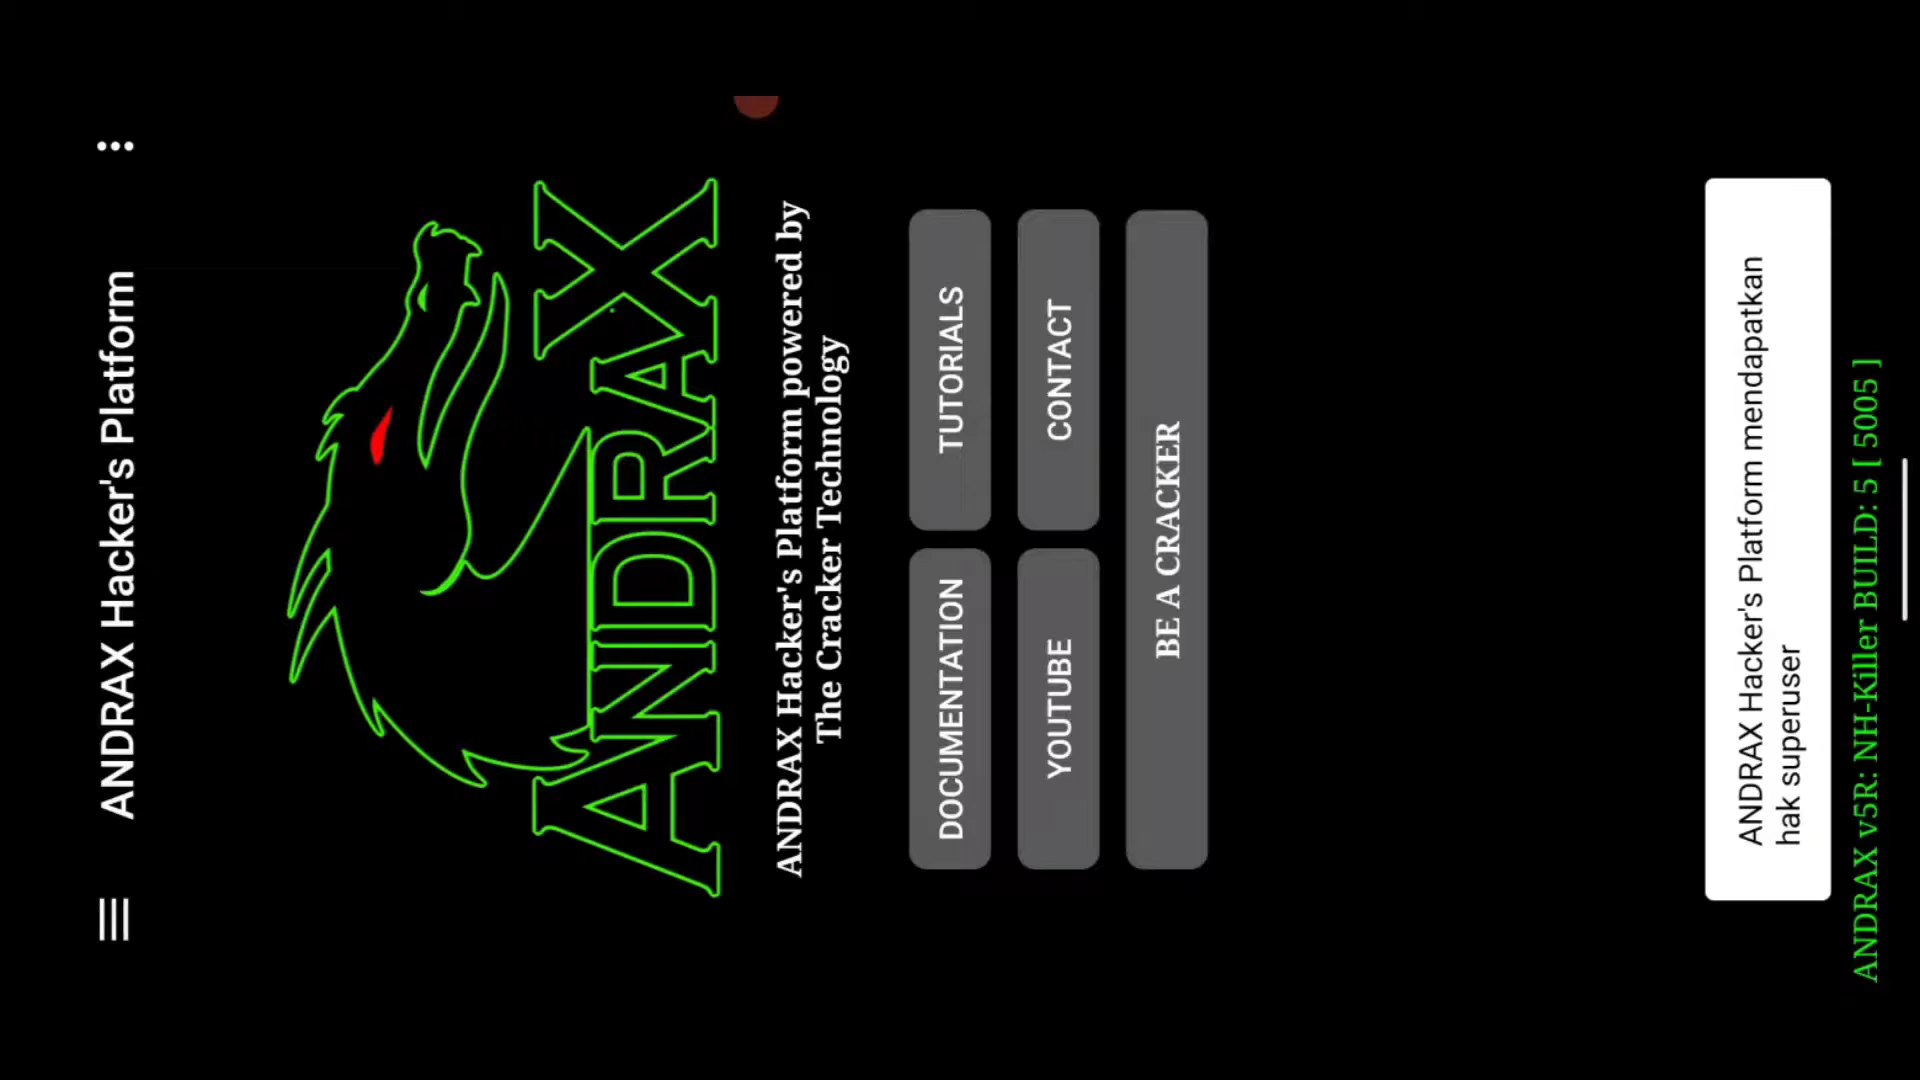 ANDRAX Hacker's Platform
ANDRAX
ANDRAX Hacker's Platform powered by
The Cracker Technology
DOCUMENTATION
TUTORIALS
YOUTUBE
CONTACT
BE A CRACKER
ANDRAX Hacker's Platform mendapatkan
hak superuser
ANDRAX v5R: NH-Killer BUILD: 5 [ 5005 ]